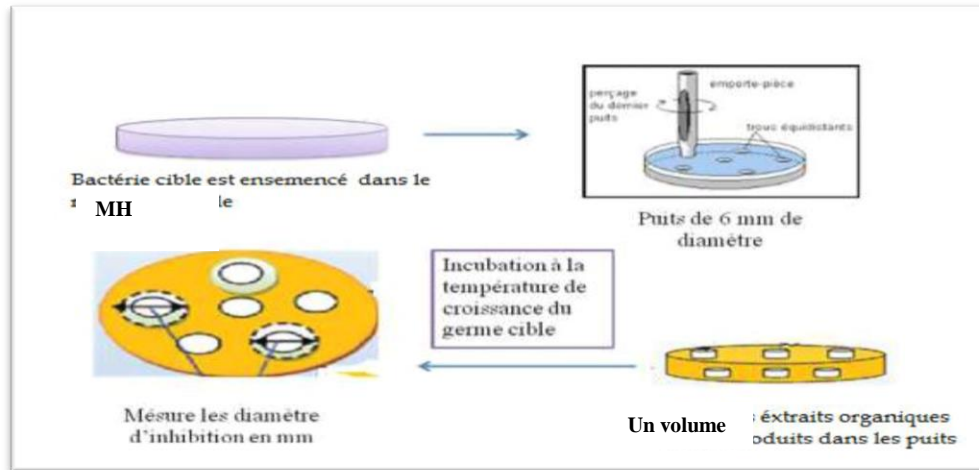 Bactérie cible est ensemencé dans le
MH le
perçage
du dernier
puits
emporte-pièce
trous équidistants
Puits de 6 mm de
diamètre
Incubation à la
température de
croissance du
germe cible
Un volume éxtraits organiques
oduits dans les puits
Mésure les diamètre
d'inhibition en mm